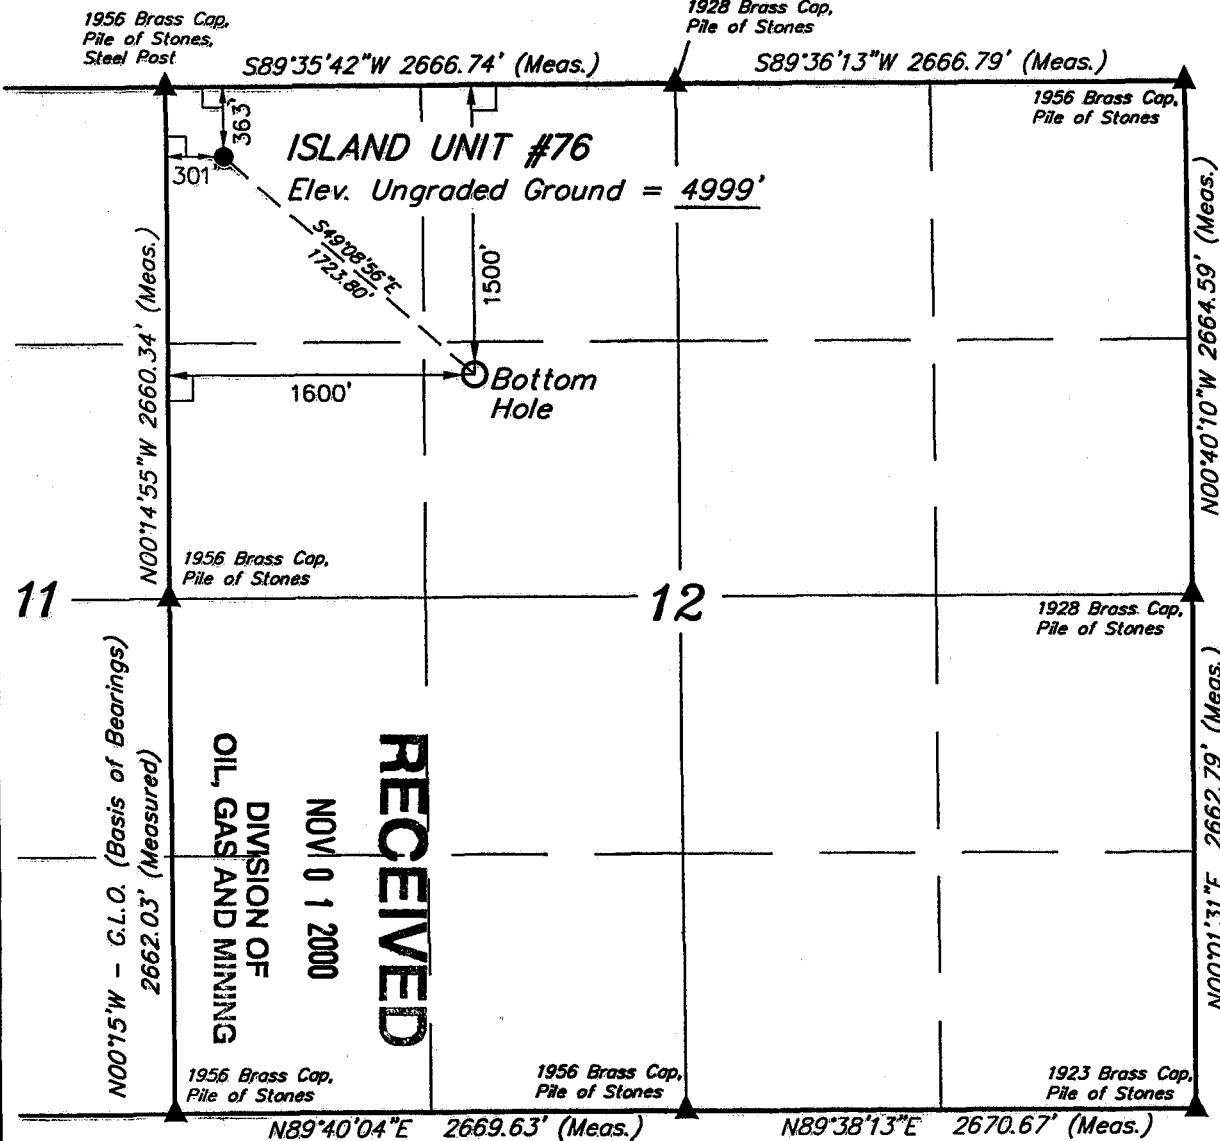 1956 Brass Cap,
Pile of Stones,
Steel Post
1928 Brass Cap,
Pile of Stones
S89°35'42"W 2666.74' (Meas.)
S89°36'13"W 2666.79' (Meas.)
1956 Brass Cap,
Pile of Stones
363'
301'
ISLAND UNIT #76
Elev. Ungraded Ground = 4999'
S49°08'56"E
1723.80'
1500'
1600'
Bottom
Hole
N00°14'55"W 2660.34' (Meas.)
N00°40'10"W 2664.59' (Meas.)
1956 Brass Cap,
Pile of Stones
11
12
1928 Brass Cap,
Pile of Stones
N00°15'W - G.L.O. (Basis of Bearings)
2662.03' (Measured)
RECEIVED
NOV 01 2000
DIVISION OF
OIL, GAS AND MINING
N00°01'31"E 2662.79' (Meas.)
1956 Brass Cap,
Pile of Stones
1956 Brass Cap,
Pile of Stones
1923 Brass Cap,
Pile of Stones
N89°40'04"E 2669.63' (Meas.)
N89°38'13"E 2670.67' (Meas.)